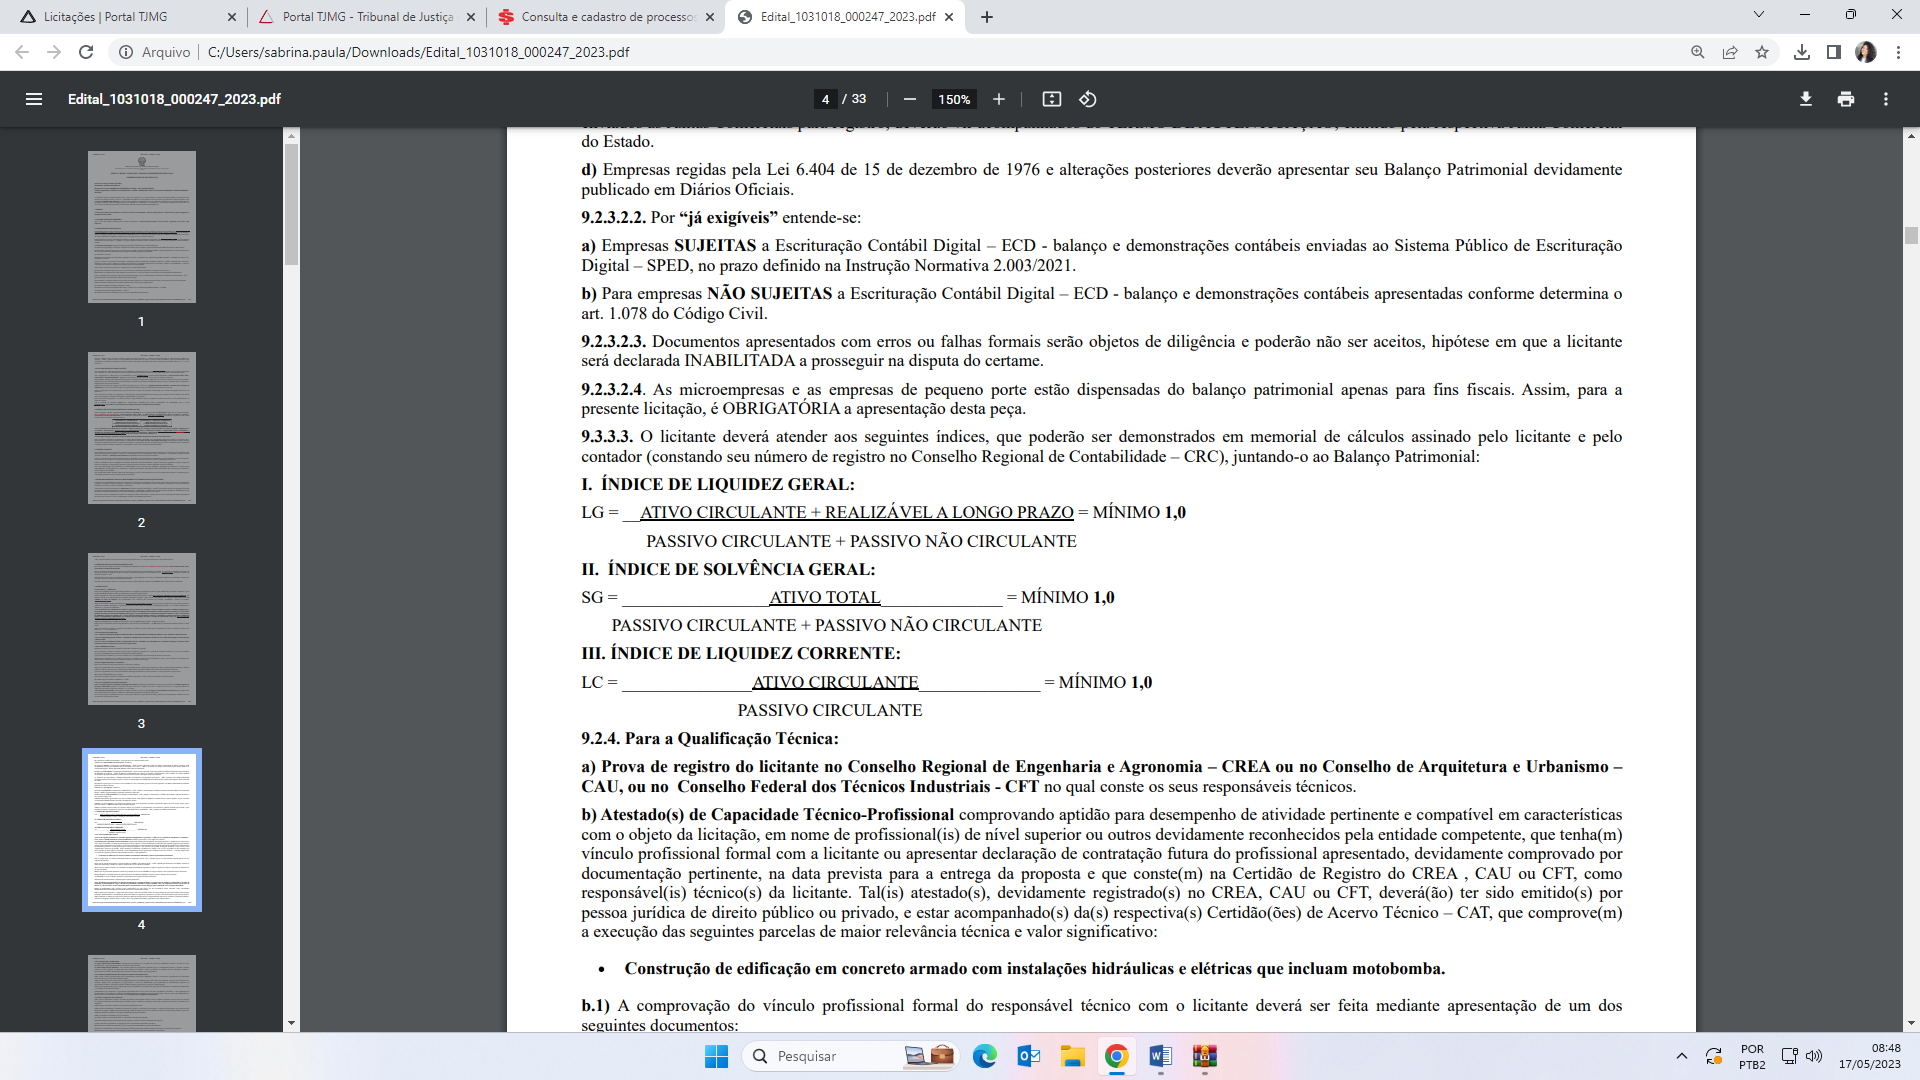 Licitações | Portal TJMG
Portal TJMG - Tribunal de Justiça
Consulta e cadastro de processos
Edital_1031018_000247_2023.pdf
Arquivo
C:/Users/sabrina.paula/Downloads/Edital_1031018_000247_2023.pdf
Edital_1031018_000247_2023.pdf
4 / 33
150%
1
2
3
4
do Estado.
d) Empresas regidas pela Lei 6.404 de 15 de dezembro de 1976 e alterações posteriores deverão apresentar seu Balanço Patrimonial devidamente
publicado em Diários Oficiais.
9.2.3.2.2. Por “já exigíveis” entende-se:
a) Empresas SUJEITAS a Escrituração Contábil Digital – ECD - balanço e demonstrações contábeis enviadas ao Sistema Público de Escrituração
Digital – SPED, no prazo definido na Instrução Normativa 2.003/2021.
b) Para empresas NÃO SUJEITAS a Escrituração Contábil Digital – ECD - balanço e demonstrações contábeis apresentadas conforme determina o
art. 1.078 do Código Civil.
9.2.3.2.3. Documentos apresentados com erros ou falhas formais serão objetos de diligência e poderão não ser aceitos, hipótese em que a licitante
será declarada INABILITADA a prosseguir na disputa do certame.
9.2.3.2.4. As microempresas e as empresas de pequeno porte estão dispensadas do balanço patrimonial apenas para fins fiscais. Assim, para a
presente licitação, é OBRIGATÓRIA a apresentação desta peça.
9.3.3.3. O licitante deverá atender aos seguintes índices, que poderão ser demonstrados em memorial de cálculos assinado pelo licitante e pelo
contador (constando seu número de registro no Conselho Regional de Contabilidade – CRC), juntando-o ao Balanço Patrimonial:
I. ÍNDICE DE LIQUIDEZ GERAL:
LG = __ATIVO CIRCULANTE + REALIZÁVEL A LONGO PRAZO = MÍNIMO 1,0
PASSIVO CIRCULANTE + PASSIVO NÃO CIRCULANTE
II. ÍNDICE DE SOLVÊNCIA GERAL:
SG = _________________ATIVO TOTAL______________ = MÍNIMO 1,0
PASSIVO CIRCULANTE + PASSIVO NÃO CIRCULANTE
III. ÍNDICE DE LIQUIDEZ CORRENTE:
LC = _______________ATIVO CIRCULANTE______________ = MÍNIMO 1,0
PASSIVO CIRCULANTE
9.2.4. Para a Qualificação Técnica:
a) Prova de registro do licitante no Conselho Regional de Engenharia e Agronomia – CREA ou no Conselho de Arquitetura e Urbanismo –
CAU, ou no Conselho Federal dos Técnicos Industriais - CFT no qual conste os seus responsáveis técnicos.
b) Atestado(s) de Capacidade Técnico-Profissional comprovando aptidão para desempenho de atividade pertinente e compatível em características
com o objeto da licitação, em nome de profissional(is) de nível superior ou outros devidamente reconhecidos pela entidade competente, que tenha(m)
vínculo profissional formal com a licitante ou apresentar declaração de contratação futura do profissional apresentado, devidamente comprovado por
documentação pertinente, na data prevista para a entrega da proposta e que conste(m) na Certidão de Registro do CREA , CAU ou CFT, como
responsável(is) técnico(s) da licitante. Tal(is) atestado(s), devidamente registrado(s) no CREA, CAU ou CFT, deverá(ão) ter sido emitido(s) por
pessoa jurídica de direito público ou privado, e estar acompanhado(s) da(s) respectiva(s) Certidão(ões) de Acervo Técnico – CAT, que comprove(m)
a execução das seguintes parcelas de maior relevância técnica e valor significativo:
• Construção de edificação em concreto armado com instalações hidráulicas e elétricas que incluam motobomba.
b.1) A comprovação do vínculo profissional formal do responsável técnico com o licitante deverá ser feita mediante apresentação de um dos
seguintes documentos:
Pesquisar
POR
PTB2
08:48
17/05/2023